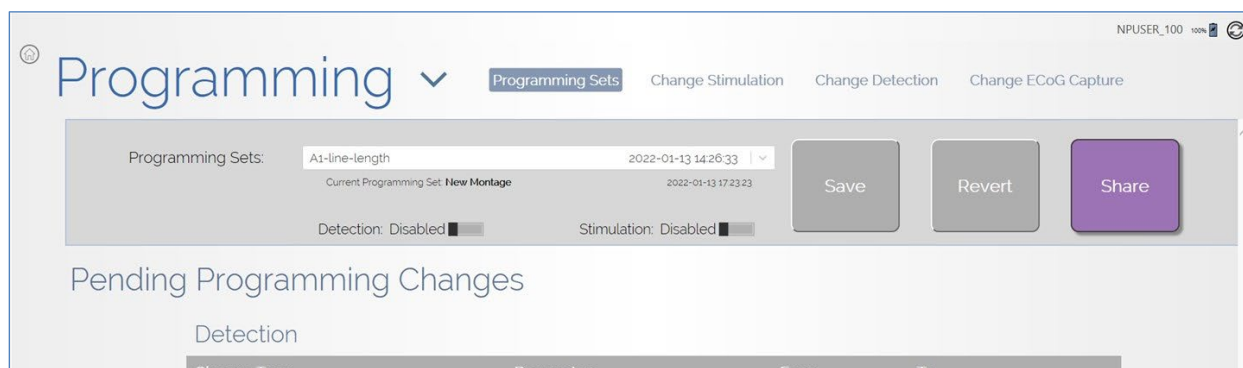 NPUSER_100 100%
Programming Programming Sets Change Stimulation Change Detection Change ECoG Capture
Programming Sets: A1-line-length 2022-01-13 14:26:33 Save Revert Share
Current Programming Set: New Montage 2022-01-13 17:23:23
Detection: Disabled Stimulation: Disabled
Pending Programming Changes
Detection